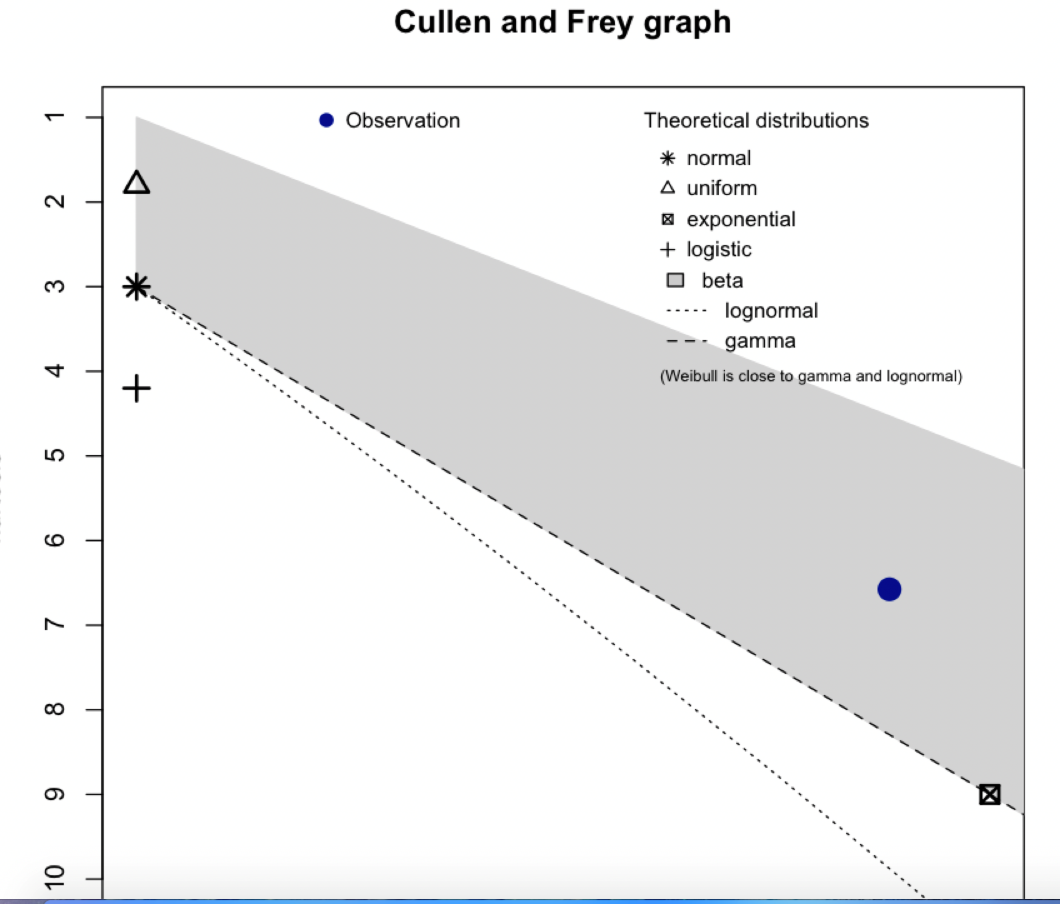 Cullen and Frey graph
Observation
Theoretical distributions
normal
uniform
exponential
logistic
beta
lognormal
gamma
(Weibull is close to gamma and lognormal)
1
2
3
4
5
6
7
8
9
10